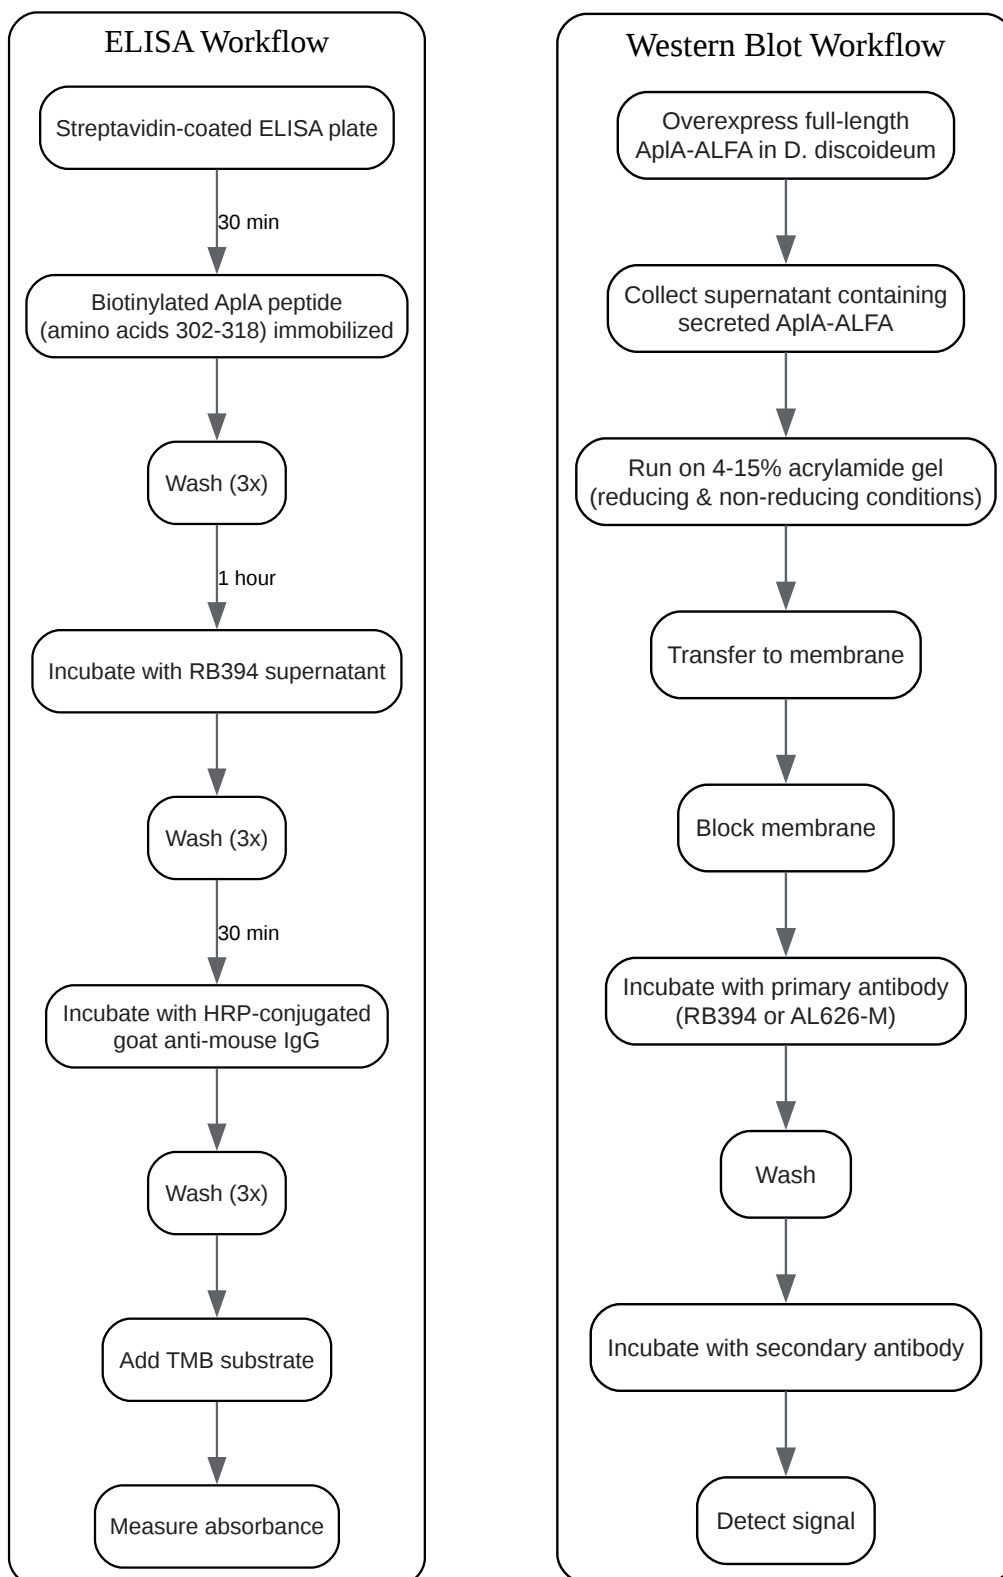 ELISA Workflow
Streptavidin-coated ELISA plate
30 min
Biotinylated AplA peptide
(amino acids 302-318) immobilized
Wash (3x)
1 hour
Incubate with RB394 supernatant
Wash (3x)
30 min
Incubate with HRP-conjugated
goat anti-mouse IgG
Wash (3x)
Add TMB substrate
Measure absorbance
Western Blot Workflow
Overexpress full-length
AplA-ALFA in D. discoideum
Collect supernatant containing
secreted AplA-ALFA
Run on 4-15% acrylamide gel
(reducing & non-reducing conditions)
Transfer to membrane
Block membrane
Incubate with primary antibody
(RB394 or AL626-M)
Wash
Incubate with secondary antibody
Detect signal